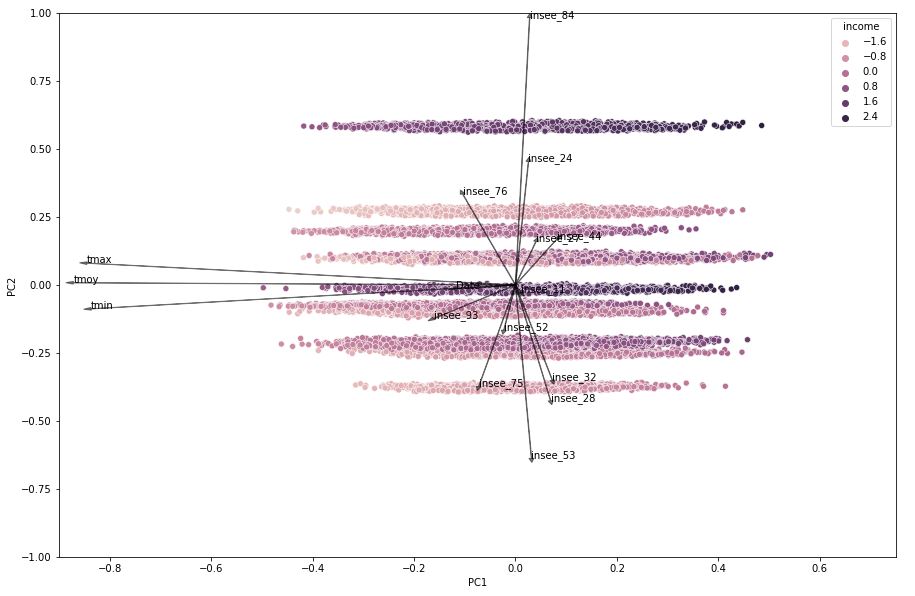 1.00
0.75
0.50
0.25
0.00
−0.25
−0.50
−0.75
−1.00
PC2
−0.8
−0.6
−0.4
−0.2
0.0
0.2
0.4
0.6
PC1
income
−1.6
−0.8
0.0
0.8
1.6
2.4
insee_84
insee_24
insee_76
insee_27
insee_44
tmax
tmoy
tmin
Date
insee_11
insee_93
insee_52
insee_75
insee_32
insee_28
insee_53